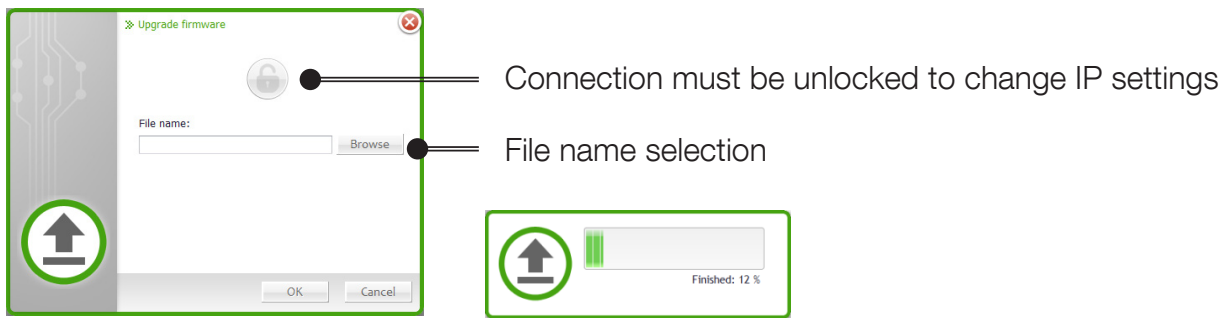 Upgrade firmware
Connection must be unlocked to change IP settings
File name:
Browse
File name selection
Finished: 12 %
OK
Cancel